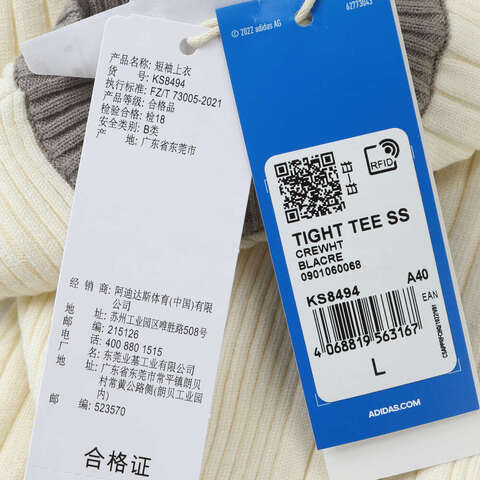 产品名称: 短袖上衣
货 号: KS8494
执行标准: FZ/T 73005-2021
产品等级: 合格品
检验合格: 检18
安全类别: B类
产 地: 广东省东莞市
阿迪达斯体育(中国)有限
公司
地 址: 苏州工业园区唯胜路508号
邮 编: 215126
电 话: 400 880 1515
东莞业基工业有限公司
地 址: 广东省东莞市常平镇朗贝
村常黄公路侧(朗贝工业园
内)
邮 编: 523570
合格证
© 2022 adidas AG
62773043
RFID
TIGHT TEE SS
CREWHT
BLACRE
0901060068
KS8494
A40
EAN
4 068819 563167
L
ADIDAS.COM